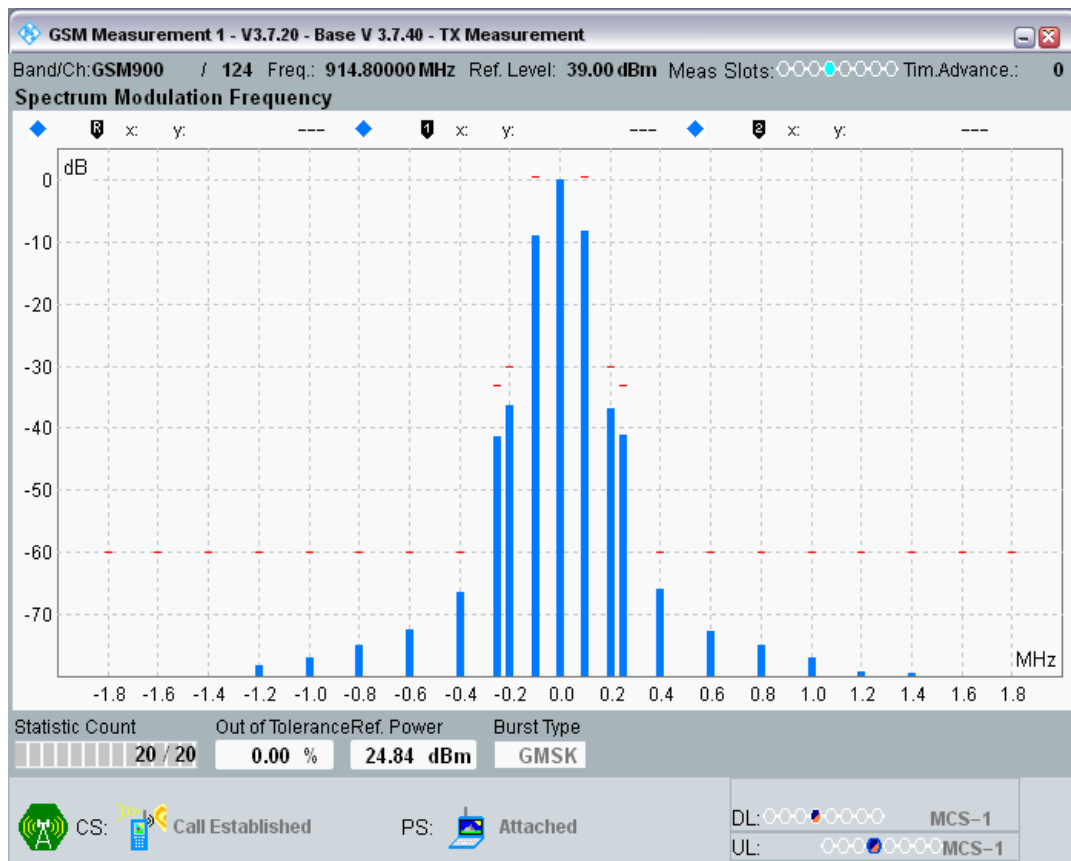 GSM Measurement 1 - V3.7.20 - Base V 3.7.40 - TX Measurement
Band/Ch:GSM900 / 124 Freq.: 914.80000 MHz Ref. Level: 39.00 dBm Meas Slots: Tim.Advance.: 0
Spectrum Modulation Frequency
R x: y: --- 1 x: y: --- 2 x: y: ---
dB
0
-10
-20
-30
-40
-50
-60
-70
MHz
-1.8 -1.6 -1.4 -1.2 -1.0 -0.8 -0.6 -0.4 -0.2 0.0 0.2 0.4 0.6 0.8 1.0 1.2 1.4 1.6 1.8
Statistic Count Out of Tolerance Ref. Power Burst Type
20 / 20 0.00 % 24.84 dBm GMSK
CS: Call Established PS: Attached
DL: MCS-1
UL: MCS-1